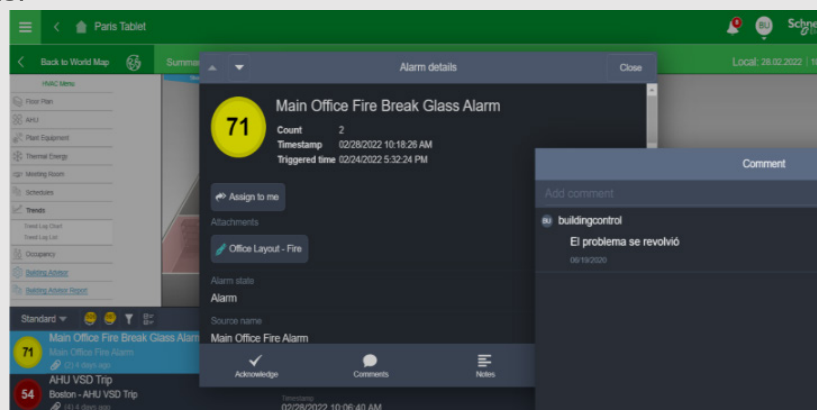 Paris Tablet
BU
Back to World Map
Local: 28.02.2022
HVAC Menu
Floor Plan
AHU
Plant Equipment
Thermal Energy
Meeting Room
Schedules
Trends
Trend Log Chart
Trend Log List
Occupancy
Building Advisor
Building Advisor Report
Alarm details
Close
71
Main Office Fire Break Glass Alarm
Count 2
Timestamp 02/28/2022 10:18:26 AM
Triggered time 02/24/2022 5:32:24 PM
Assign to me
Attachments
Office Layout - Fire
Alarm state
Alarm
Source name
Main Office Fire Alarm
Acknowledge Comments Notes
Comment
Add comment
BU buildingcontrol
El problema se revolvió
08/19/2020
Standard
71
Main Office Fire Break Glass Alarm
Main Office Fire Alarm
(2) 4 days ago
54
AHU VSD Trip
Boston - AHU VSD Trip
(4) 4 days ago
Timestamp
02/28/2022 10:06:40 AM